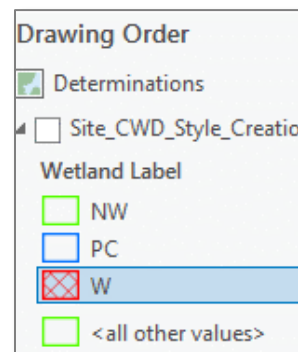 Drawing Order
Determinations
Site_CWD_Style_Creatio
Wetland Label
NW
PC
W
<all other values>